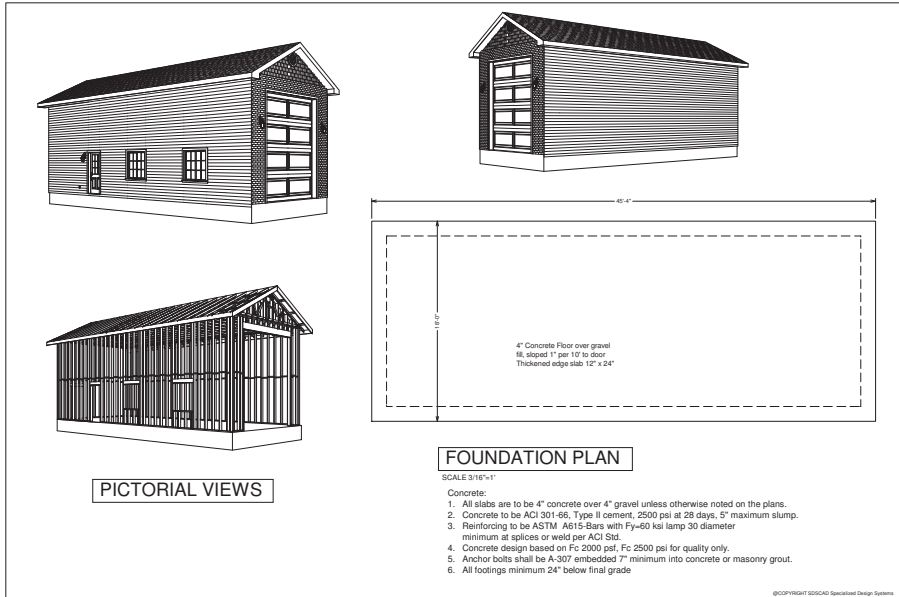 45'-4"
18'-0"
4" Concrete Floor over gravel
fill, sloped 1" per 10' to door
Thickened edge slab 12" x 24"
PICTORIAL VIEWS
FOUNDATION PLAN
SCALE 3/16"=1'
Concrete:
1. All slabs are to be 4" concrete over 4" gravel unless otherwise noted on the plans.
2. Concrete to be ACI 301-66, Type II cement, 2500 psi at 28 days, 5" maximum slump.
3. Reinforcing to be ASTM A615-Bars with Fy=60 ksi lamp 30 diameter
minimum at splices or weld per ACI Std.
4. Concrete design based on Fc 2000 psf, Fc 2500 psi for quality only.
5. Anchor bolts shall be A-307 embedded 7" minimum into concrete or masonry grout.
6. All footings minimum 24" below final grade
@COPYRIGHT SDSCAD Specialized Design Systems